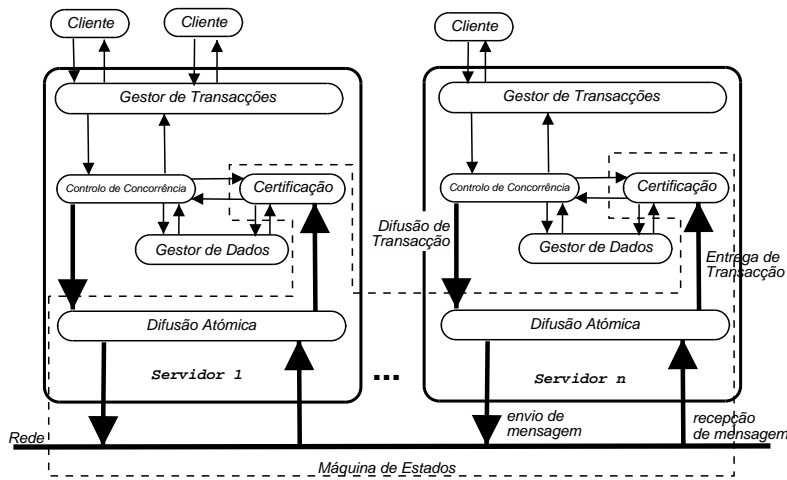 Cliente
Cliente
Cliente
Gestor de Transacções
Gestor de Transacções
Controlo de Concorrência
Certificação
Controlo de Concorrência
Certificação
Difusão de
Transacção
Gestor de Dados
Gestor de Dados
Entrega de
Transacção
Difusão Atómica
Difusão Atómica
Servidor 1
...
Servidor n
envio de
mensagem
recepção
de mensagem
Rede
Máquina de Estados